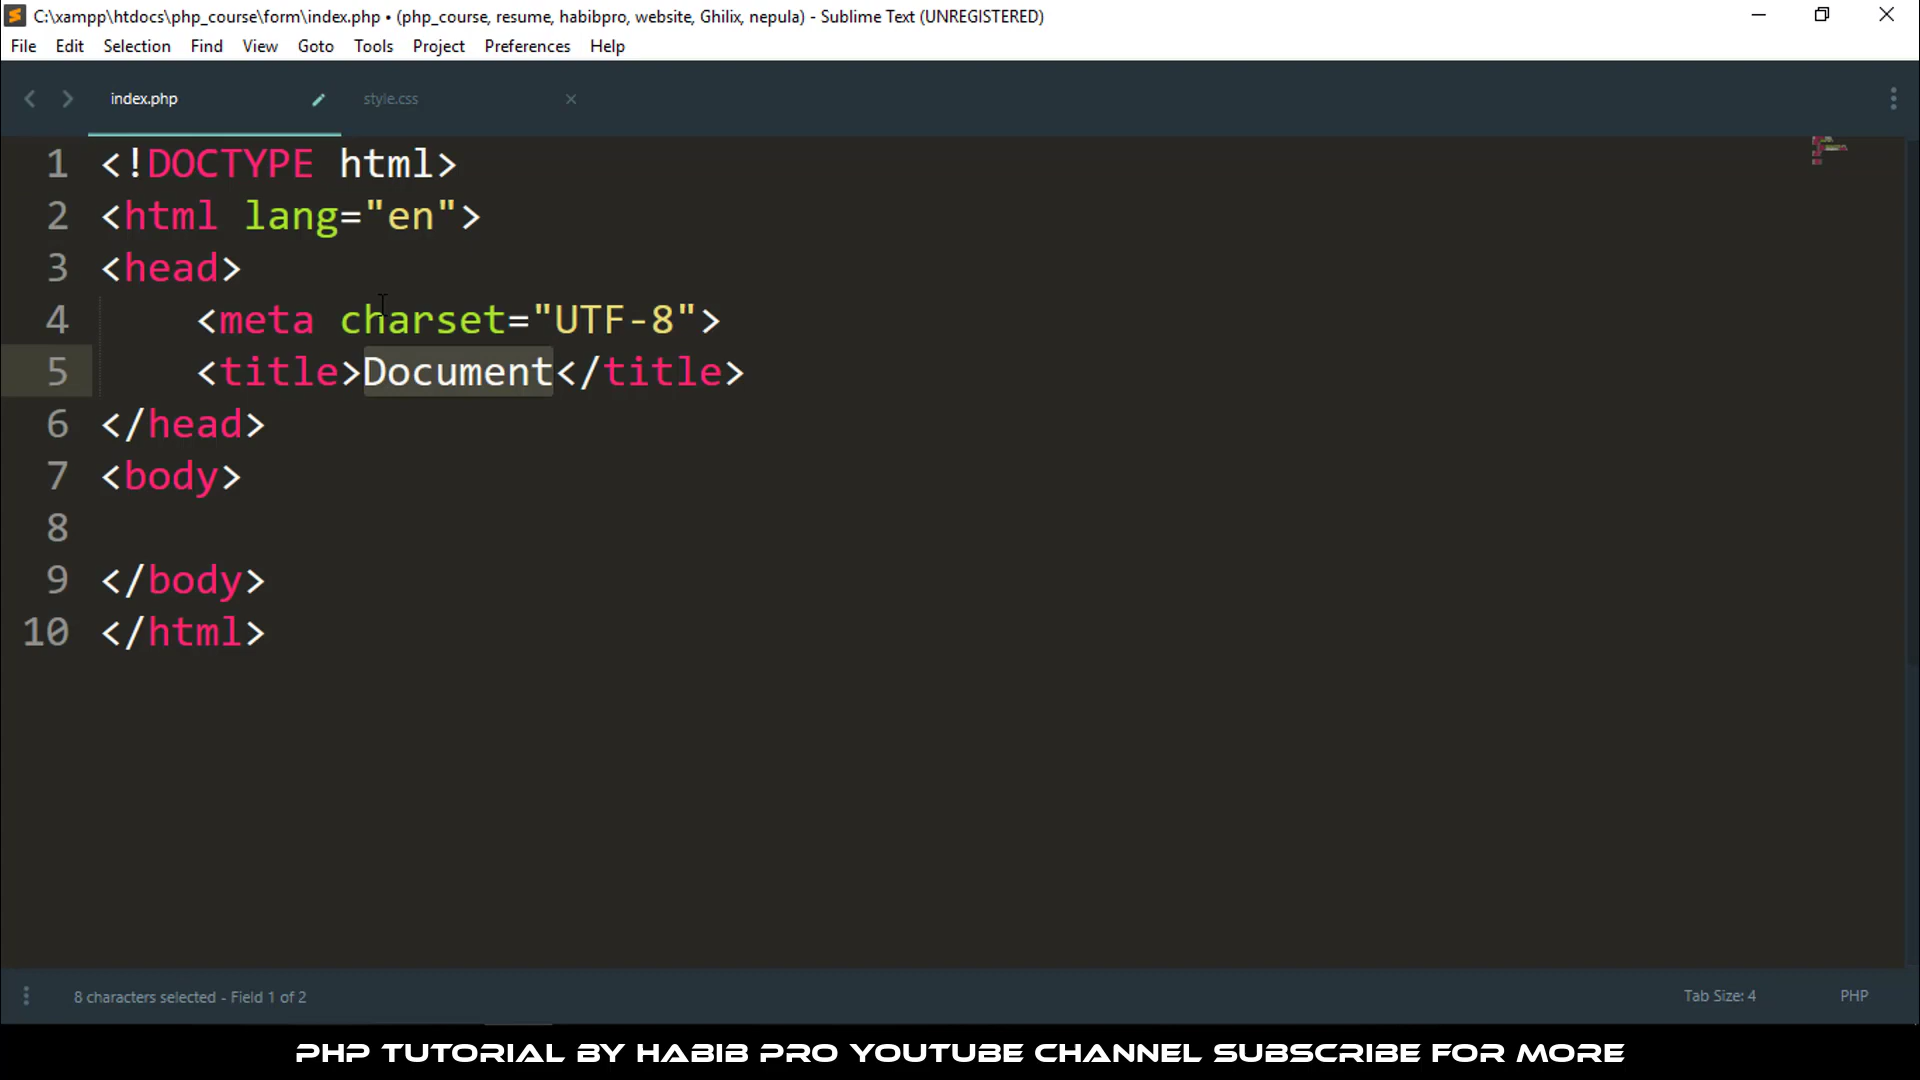 C:\xampp\htdocs\php_course\form\index.php • (php_course, resume, habibpro, website, Ghilix, nepula) - Sublime Text (UNREGISTERED)
File Edit Selection Find View Goto Tools Project Preferences Help
index.php style.css
1 <!DOCTYPE html>
2 <html lang="en">
3 <head>
4     <meta charset="UTF-8">
5     <title>Document</title>
6 </head>
7 <body>
8
9 </body>
10 </html>
8 characters selected - Field 1 of 2 Tab Size: 4 PHP
PHP TUTORIAL BY HABIB PRO YOUTUBE CHANNEL SUBSCRIBE FOR MORE